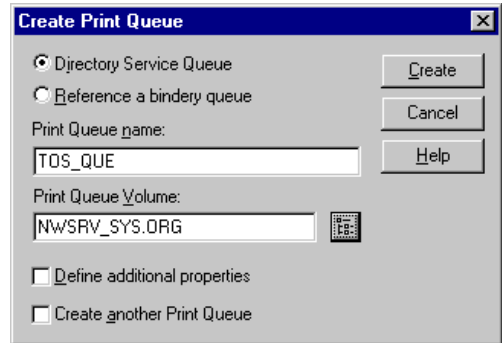 Create Print Queue
Directory Service Queue
Create
Reference a bindery queue
Cancel
Print Queue name:
TOS_QUE
Help
Print Queue Volume:
NWSRV_SYS.ORG
Define additional properties
Create another Print Queue